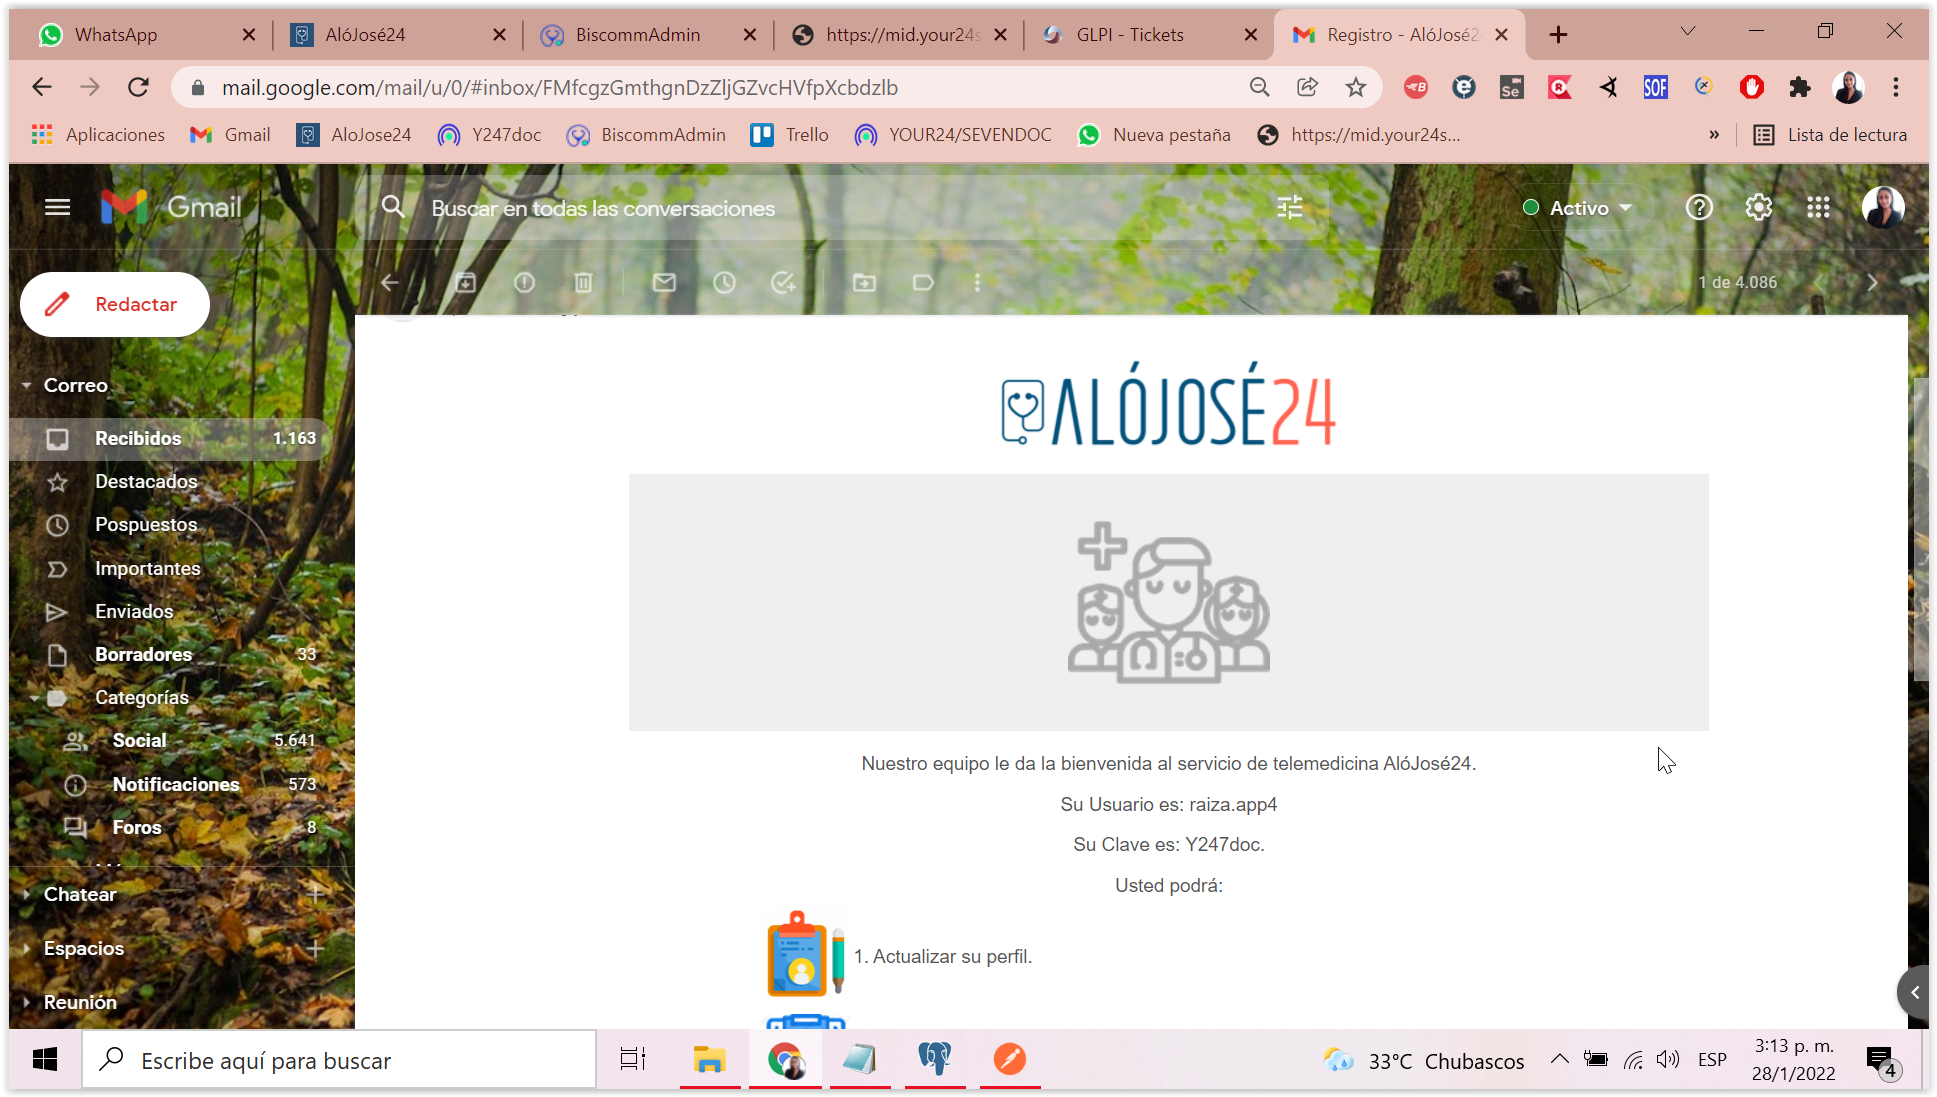 WhatsApp
AlóJosé24
BiscommAdmin
https://mid.your24s
GLPI - Tickets
Registro - AlóJosé2
mail.google.com/mail/u/0/#inbox/FMfcgzGmthgnDzZljGZvcHVfpXcbdzlb
Aplicaciones
Gmail
AloJose24
Y247doc
BiscommAdmin
Trello
YOUR24/SEVENDOC
Nueva pestaña
https://mid.your24s...
»
Lista de lectura
Gmail
Buscar en todas las conversaciones
Activo
Redactar
1 de 4.086
Correo
Recibidos 1.163
Destacados
Pospuestos
Importantes
Enviados
Borradores 33
Categorías
Social 5.641
Notificaciones 573
Foros 8
Chatear
Espacios
Reunión
ALÓJOSÉ24
Nuestro equipo le da la bienvenida al servicio de telemedicina AlóJosé24.
Su Usuario es: raiza.app4
Su Clave es: Y247doc.
Usted podrá:
1. Actualizar su perfil.
Escribe aquí para buscar
33°C Chubascos
ESP
3:13 p. m.
28/1/2022
4
SOF
Se